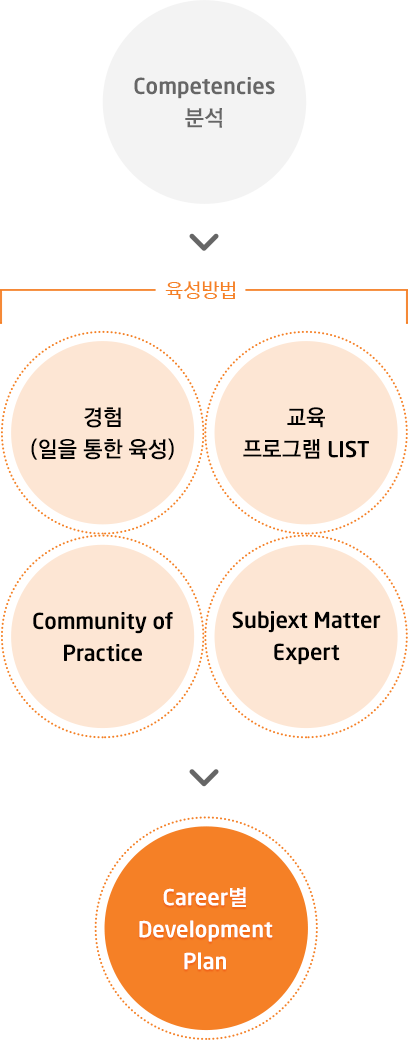 Competencies
분석
육성방법
경험
(일을 통한 육성)
교육
프로그램 LIST
Community of
Practice
Subjext Matter
Expert
Career별
Development
Plan